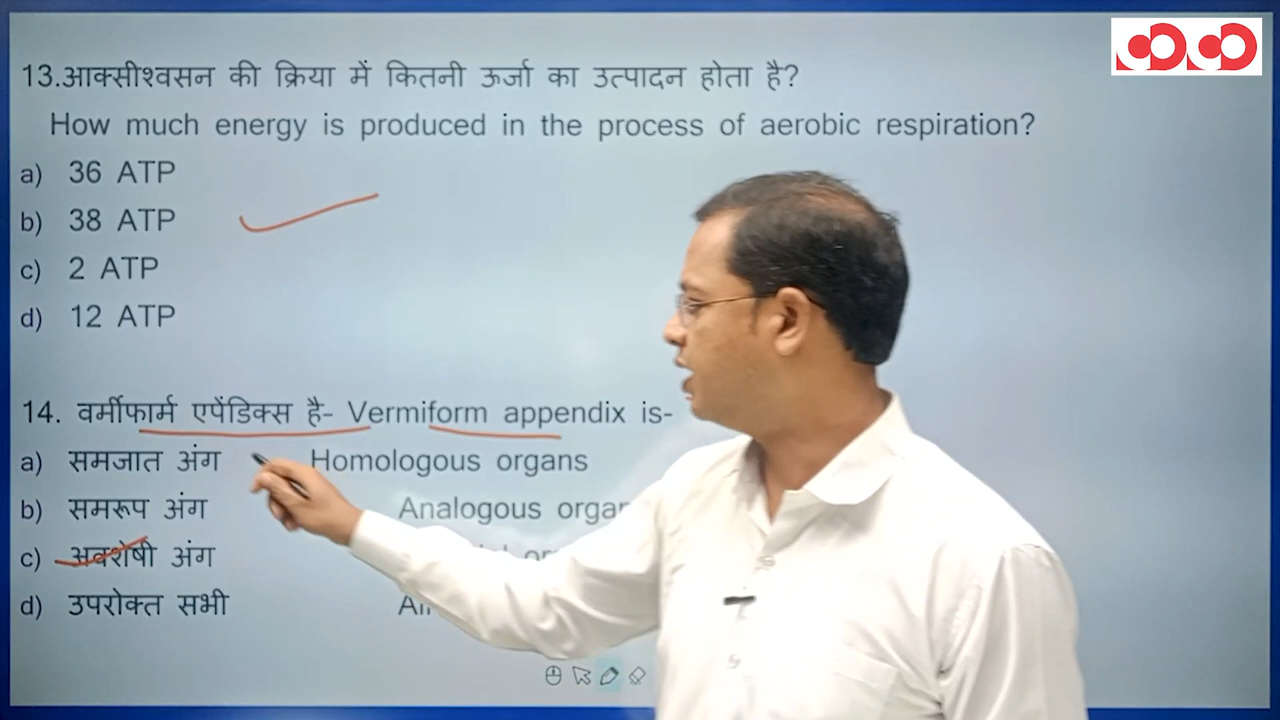 13.आक्सीश्वसन की क्रिया में कितनी ऊर्जा का उत्पादन होता है?
How much energy is produced in the process of aerobic respiration?
a) 36 ATP
b) 38 ATP
c) 2 ATP
d) 12 ATP
14. वर्मीफार्म एपेंडिक्स है- Vermiform appendix is-
a) समजात अंग Homologous organs
b) समरूप अंग Analogous
c) अवशेषी अंग
d) उपरोक्त सभी